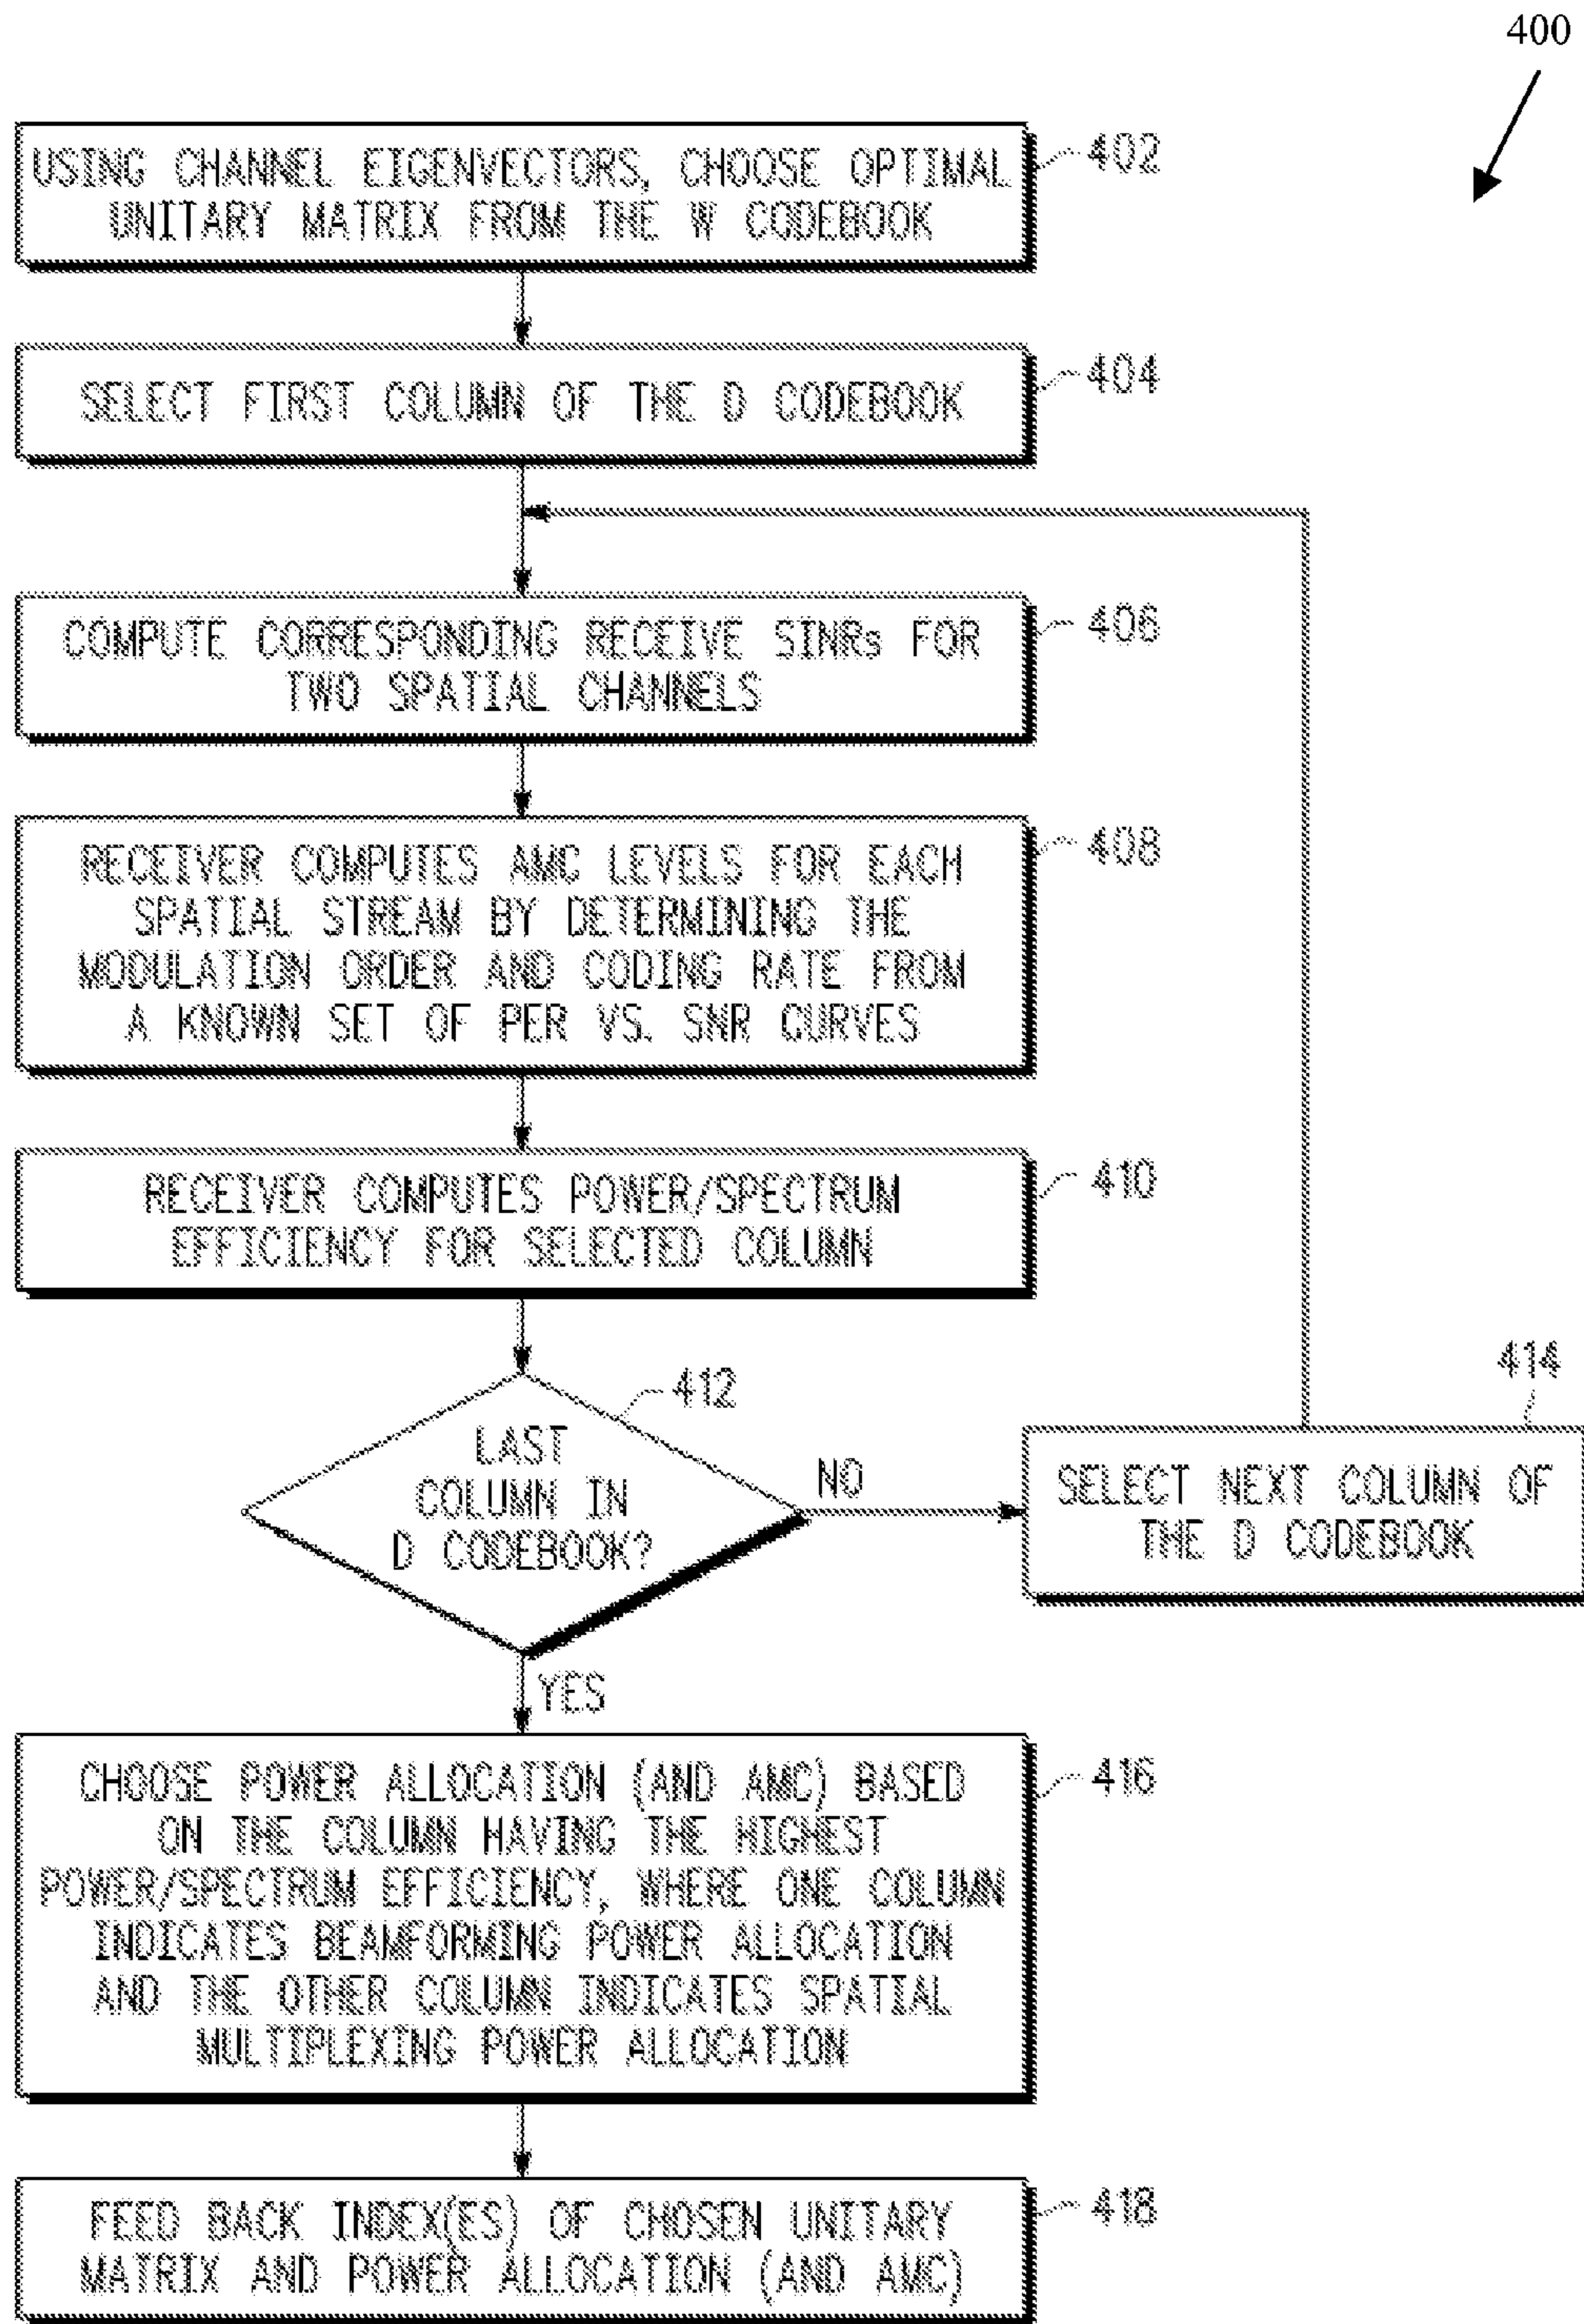 400
USING CHANNEL EIGENVECTORS, CHOOSE OPTIMAL
UNITARY MATRIX FROM THE W CODEBOOK
402
SELECT FIRST COLUMN OF THE D CODEBOOK
404
COMPUTE CORRESPONDING RECEIVE SINRs FOR
TWO SPATIAL CHANNELS
406
RECEIVER COMPUTES AMC LEVELS FOR EACH
SPATIAL STREAM BY DETERMINING THE
MODULATION ORDER AND CODING RATE FROM
A KNOWN SET OF PER VS. SNR CURVES
408
RECEIVER COMPUTES POWER/SPECTRUM
EFFICIENCY FOR SELECTED COLUMN
410
LAST
COLUMN IN
D CODEBOOK?
412
NO
SELECT NEXT COLUMN OF
THE D CODEBOOK
414
YES
CHOOSE POWER ALLOCATION (AND AMC) BASED
ON THE COLUMN HAVING THE HIGHEST
POWER/SPECTRUM EFFICIENCY, WHERE ONE COLUMN
INDICATES BEAMFORMING POWER ALLOCATION
AND THE OTHER COLUMN INDICATES SPATIAL
MULTIPLEXING POWER ALLOCATION
416
FEED BACK INDEX(ES) OF CHOSEN UNITARY
MATRIX AND POWER ALLOCATION (AND AMC)
418